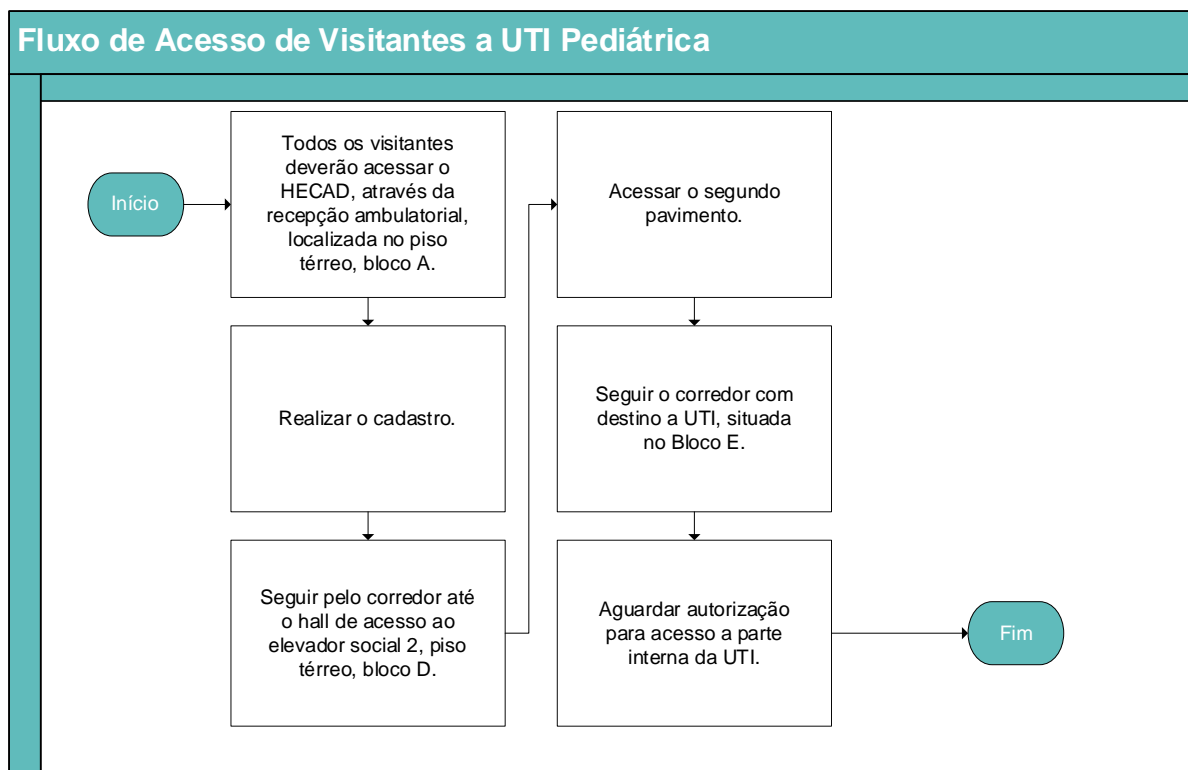 Fluxo de Acesso de Visitantes a UTI Pediátrica
Início
Todos os visitantes
deverão acessar o
HECAD, através da
recepção ambulatorial,
localizada no piso
térreo, bloco A.
Realizar o cadastro.
Seguir pelo corredor até
o hall de acesso ao
elevador social 2, piso
térreo, bloco D.
Acessar o segundo
pavimento.
Seguir o corredor com
destino a UTI, situada
no Bloco E.
Aguardar autorização
para acesso a parte
interna da UTI.
Fim